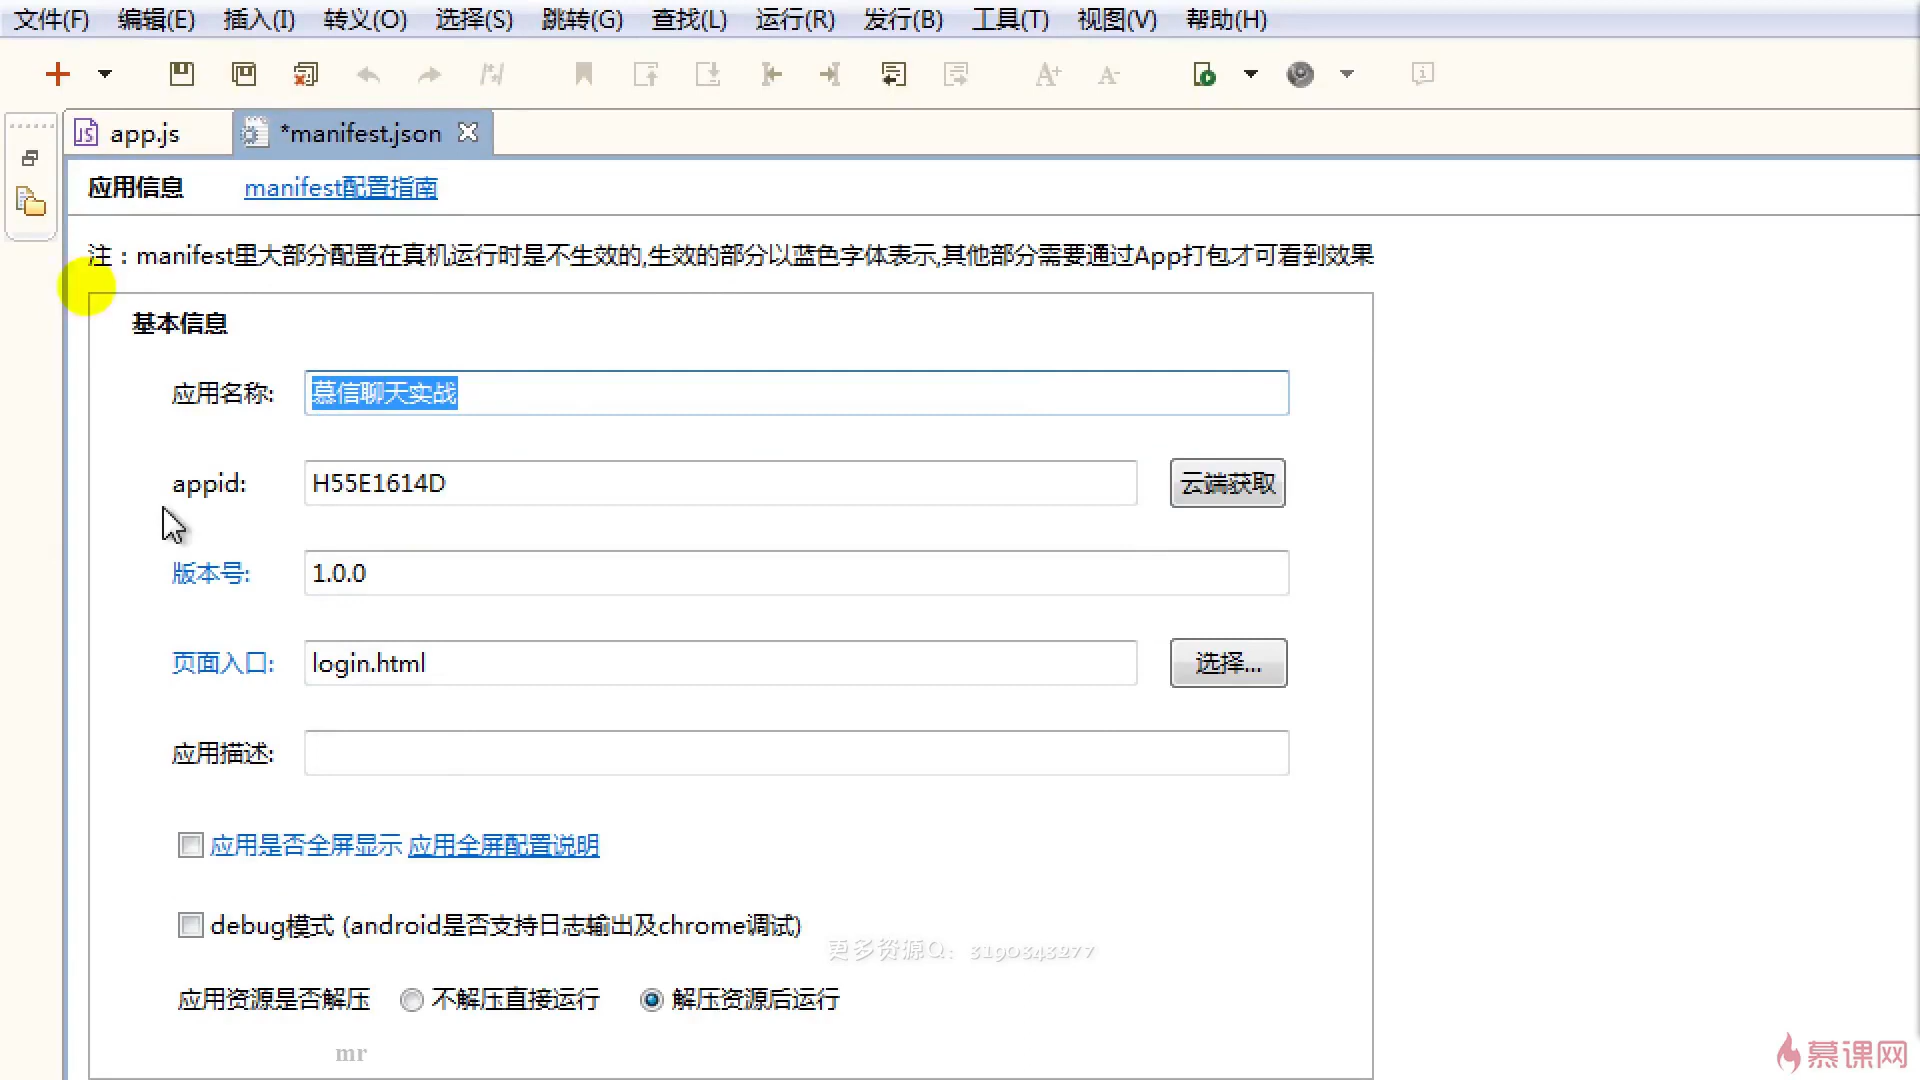 文件(F) 编辑(E) 插入(I) 转义(O) 选择(S) 跳转(G) 查找(L) 运行(R) 发行(B) 工具(T) 视图(V) 帮助(H)
app.js *manifest.json
应用信息 manifest配置指南
注：manifest里大部分配置在真机运行时是不生效的,生效的部分以蓝色字体表示,其他部分需要通过App打包才可看到效果
基本信息
应用名称: 慕信聊天实战
appid: H55E1614D 云端获取
版本号: 1.0.0
页面入口: login.html 选择...
应用描述:
应用是否全屏显示 应用全屏配置说明
debug模式 (android是否支持日志输出及chrome调试)
更多资源Q：3190343277
应用资源是否解压 不解压直接运行 解压资源后运行
mr
慕课网